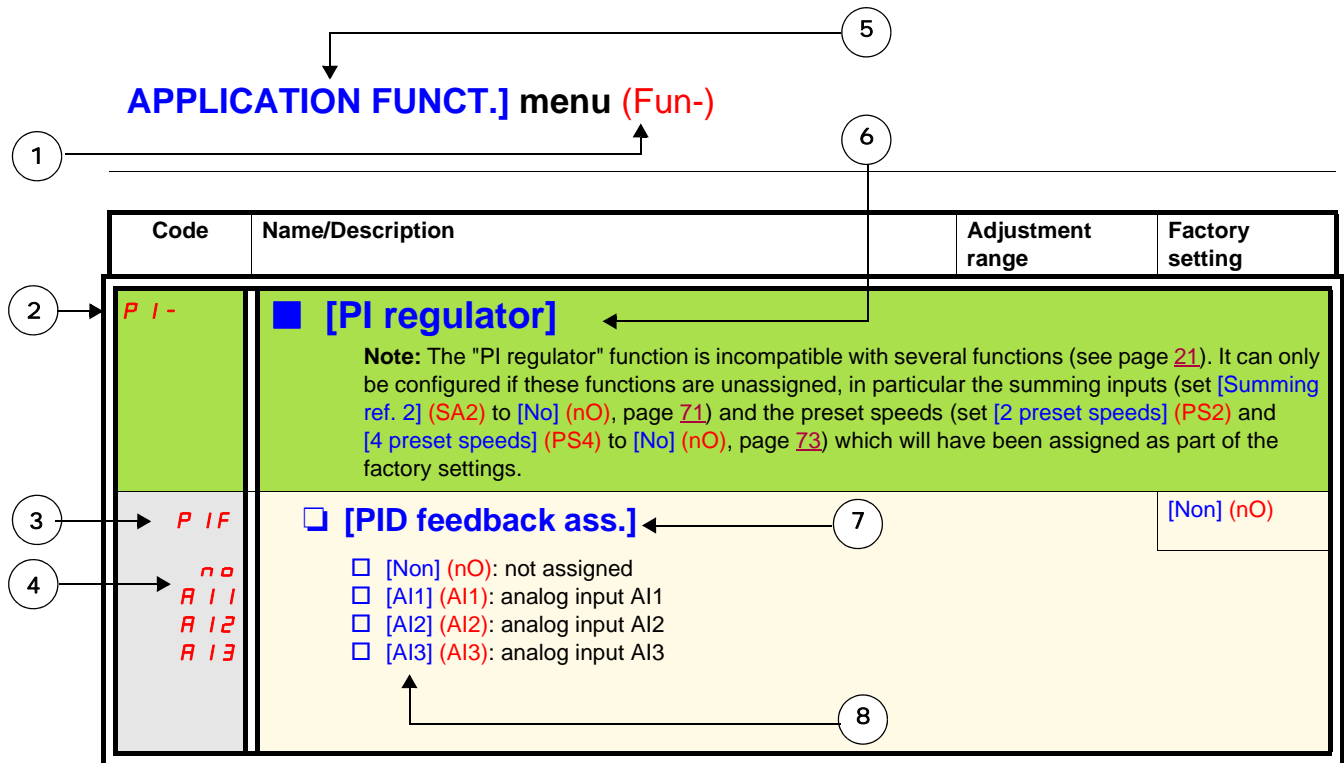 5
APPLICATION FUNCT.] menu (Fun-)
1
6
Code Name/Description Adjustment range Factory setting
2
PI- ■ [PI regulator]
Note: The "PI regulator" function is incompatible with several functions (see page 21). It can only
be configured if these functions are unassigned, in particular the summing inputs (set [Summing
ref. 2] (SA2) to [No] (nO), page 71) and the preset speeds (set [2 preset speeds] (PS2) and
[4 preset speeds] (PS4) to [No] (nO), page 73) which will have been assigned as part of the
factory settings.
3
PIF ❏ [PID feedback ass.] 7 [Non] (nO)
4
no □ [Non] (nO): not assigned
AI1 □ [AI1] (AI1): analog input AI1
AI2 □ [AI2] (AI2): analog input AI2
AI3 □ [AI3] (AI3): analog input AI3
8